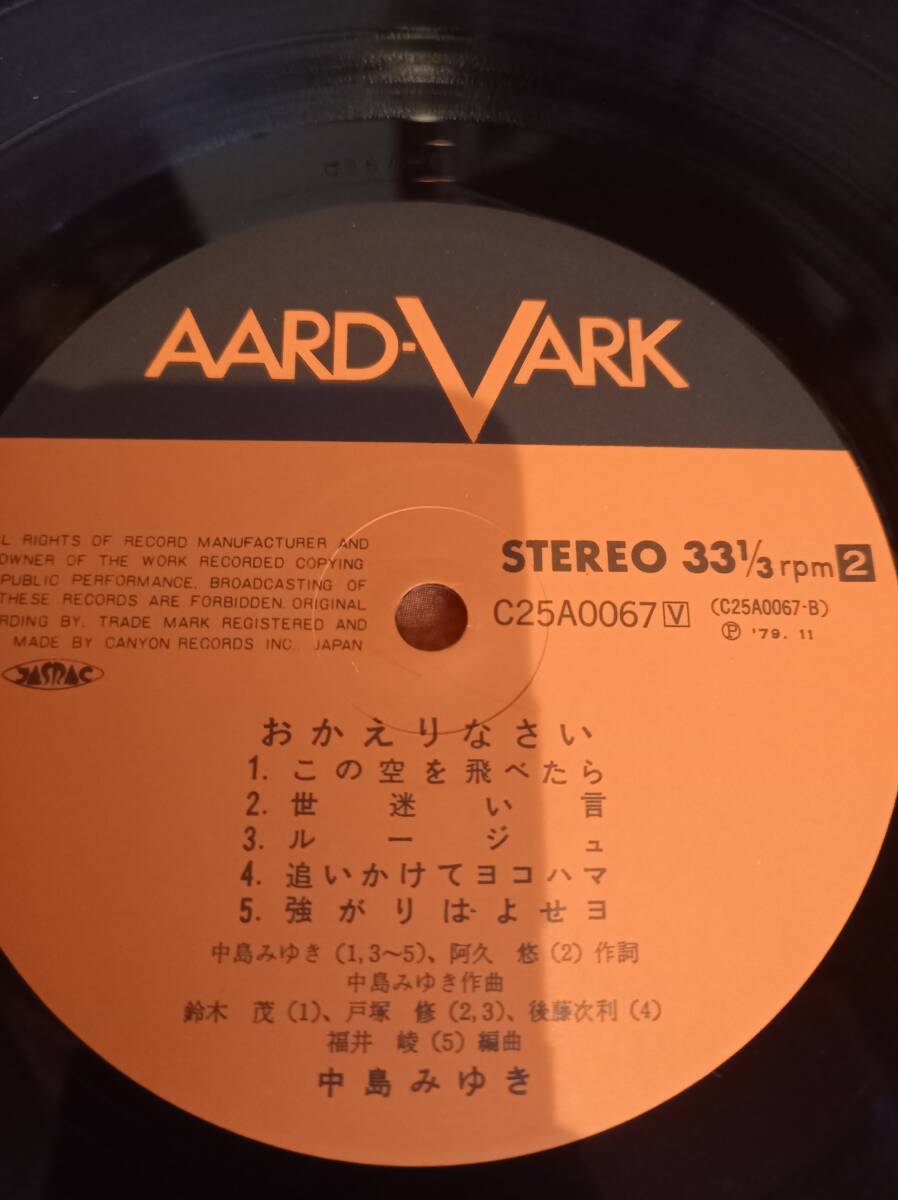 AARD-VARK
L RIGHTS OF RECORD MANUFACTURER AND
OWNER OF THE WORK RECORDED COPYING
PUBLIC PERFORMANCE, BROADCASTING OF
THESE RECORDS ARE FORBIDDEN. ORIGINAL
RDING BY. TRADE MARK REGISTERED AND
MADE BY CANYON RECORDS INC., JAPAN
JASRAC
STEREO 33⅓ rpm 2
C25A0067 V (C25A0067-B)
Ⓟ '79. 11
おかえりなさい
1. この空を飛べたら
2. 世迷い言
3. ルージュ
4. 追いかけてヨコハマ
5. 強がりはよせヨ
中島みゆき(1,3~5)、阿久 悠(2)作詞
中島みゆき作曲
鈴木 茂(1)、戸塚 修(2,3)、後藤次利(4)
福井 崚(5)編曲
中島みゆき